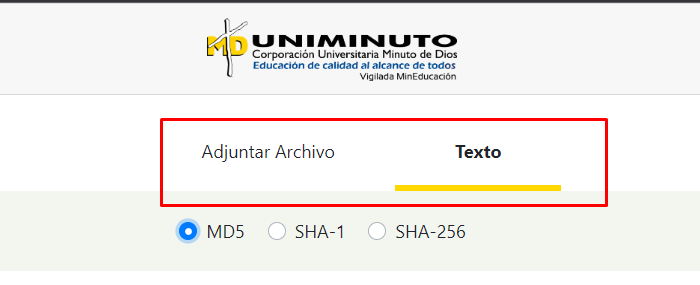 MD UNIMINUTO
Corporación Universitaria Minuto de Dios
Educación de calidad al alcance de todos
Vigilada MinEducación
Adjuntar Archivo Texto
MD5 SHA-1 SHA-256